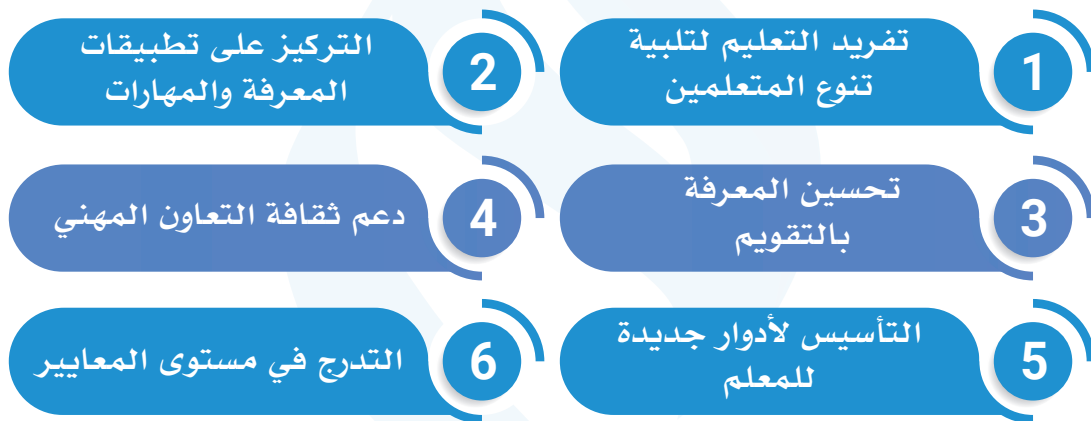 1
تفريد التعليم لتلبية
تنوع المتعلمين
2
التركيز على تطبيقات
المعرفة والمهارات
3
تحسين المعرفة
بالتقويم
4
دعم ثقافة التعاون المهني
5
التأسيس لأدوار جديدة
للمعلم
6
التدرج في مستوى المعايير